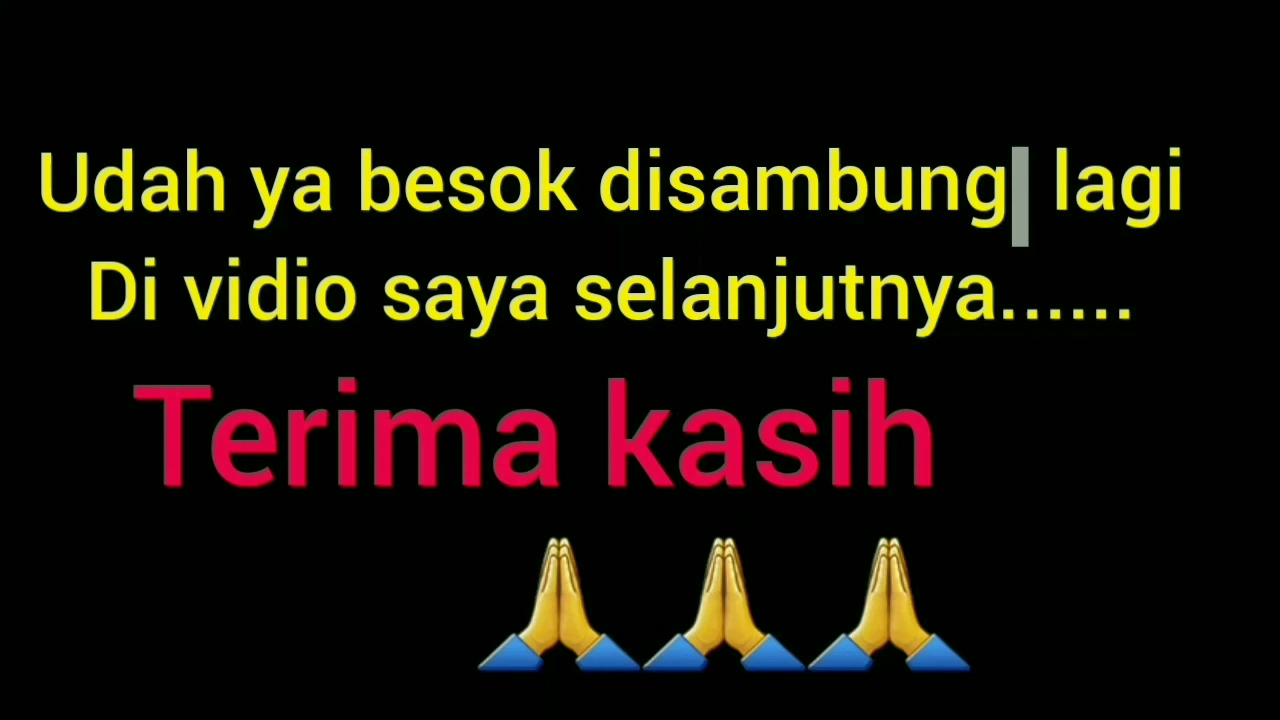 Udah ya besok disambung lagi
Di vidio saya selanjutnya......
Terima kasih
🙏🙏🙏